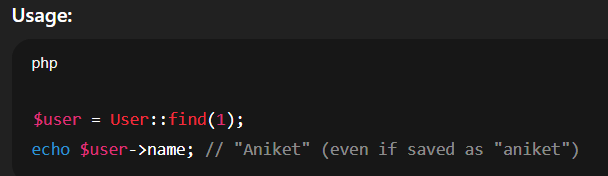 Usage:
php
$user = User::find(1);
echo $user->name; // "Aniket" (even if saved as "aniket")